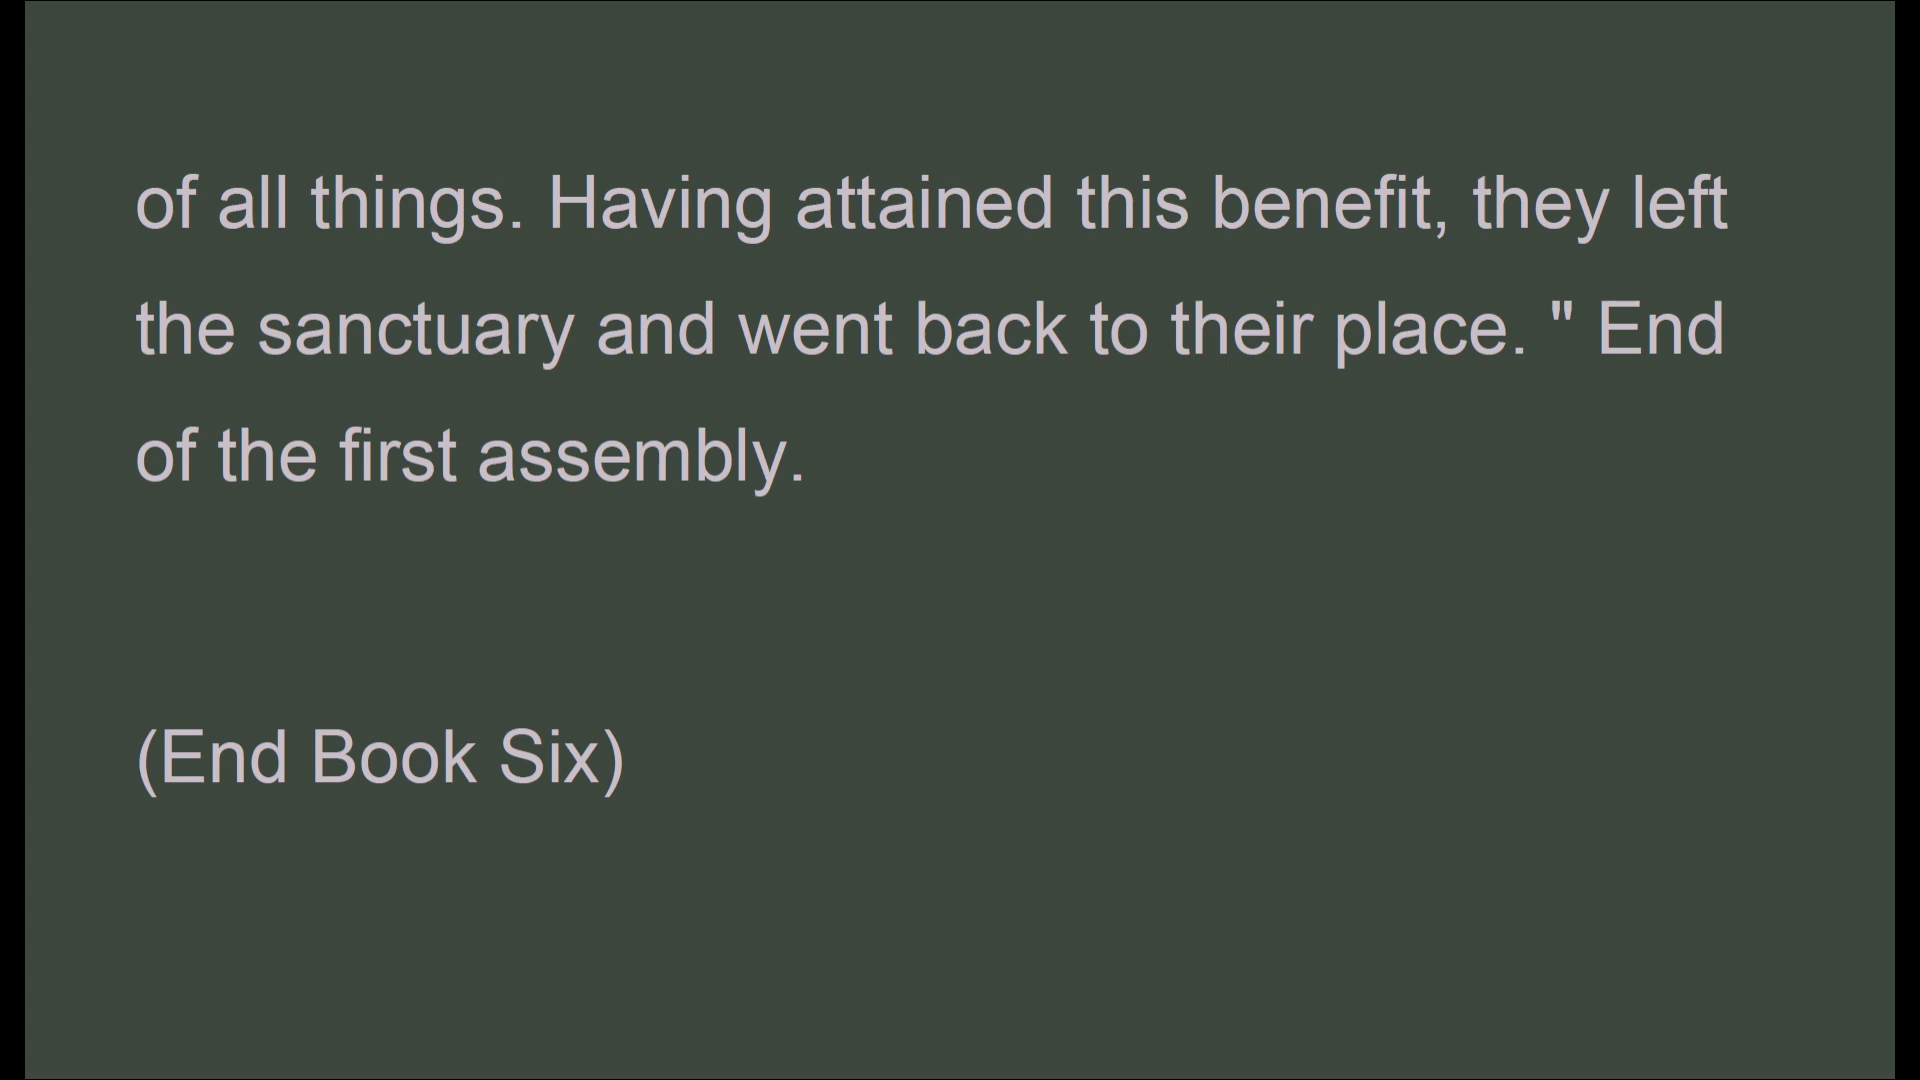 of all things. Having attained this benefit, they left
the sanctuary and went back to their place. " End
of the first assembly.
(End Book Six)